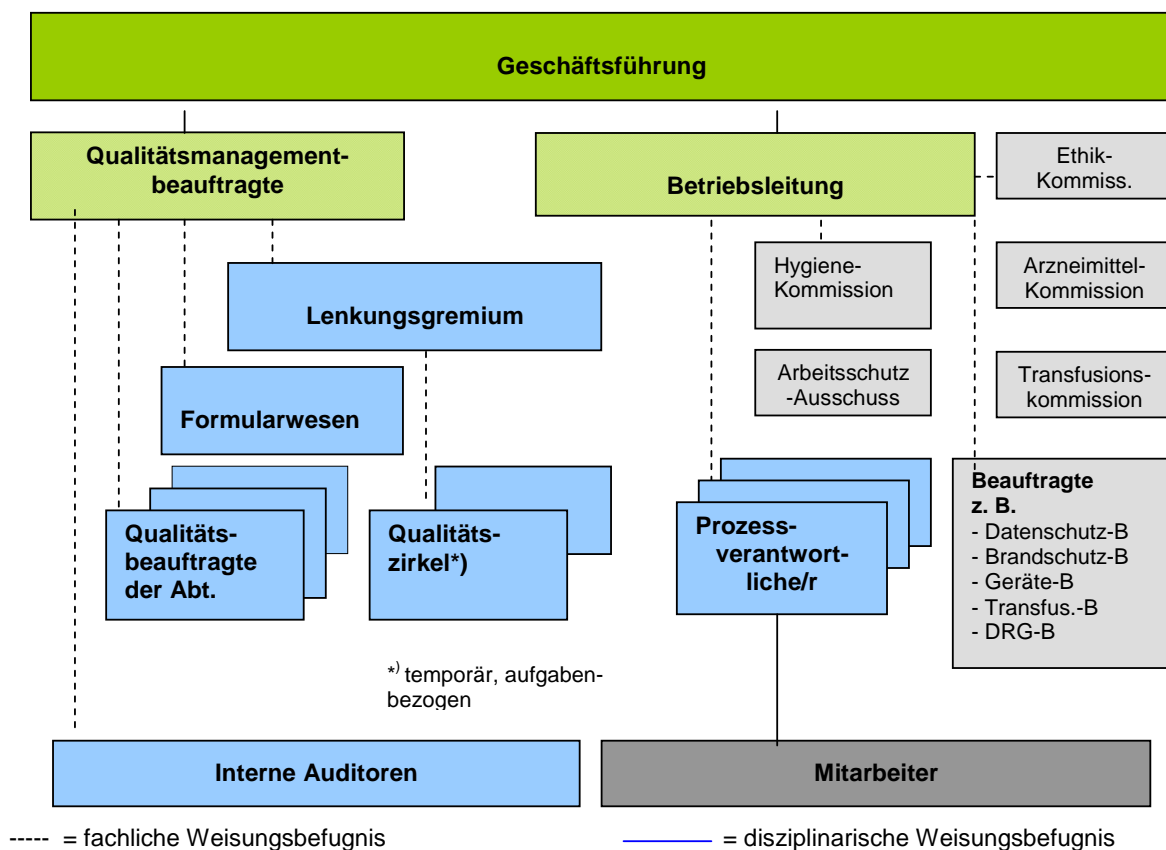 Geschäftsführung
Qualitätsmanagement-
beauftragte
Betriebsleitung
Ethik-
Kommiss.
Hygiene-
Kommission
Arzneimittel-
Kommission
Lenkungsgremium
Arbeitsschutz
-Ausschuss
Transfusions-
kommission
Formularwesen
Qualitäts-
beauftragte
der Abt.
Qualitäts-
zirkel*)
Prozess-
verantwort-
liche/r
Beauftragte
z. B.
- Datenschutz-B
- Brandschutz-B
- Geräte-B
- Transfus.-B
- DRG-B
*) temporär, aufgaben-
bezogen
Interne Auditoren
Mitarbeiter
----- = fachliche Weisungsbefugnis
= disziplinarische Weisungsbefugnis